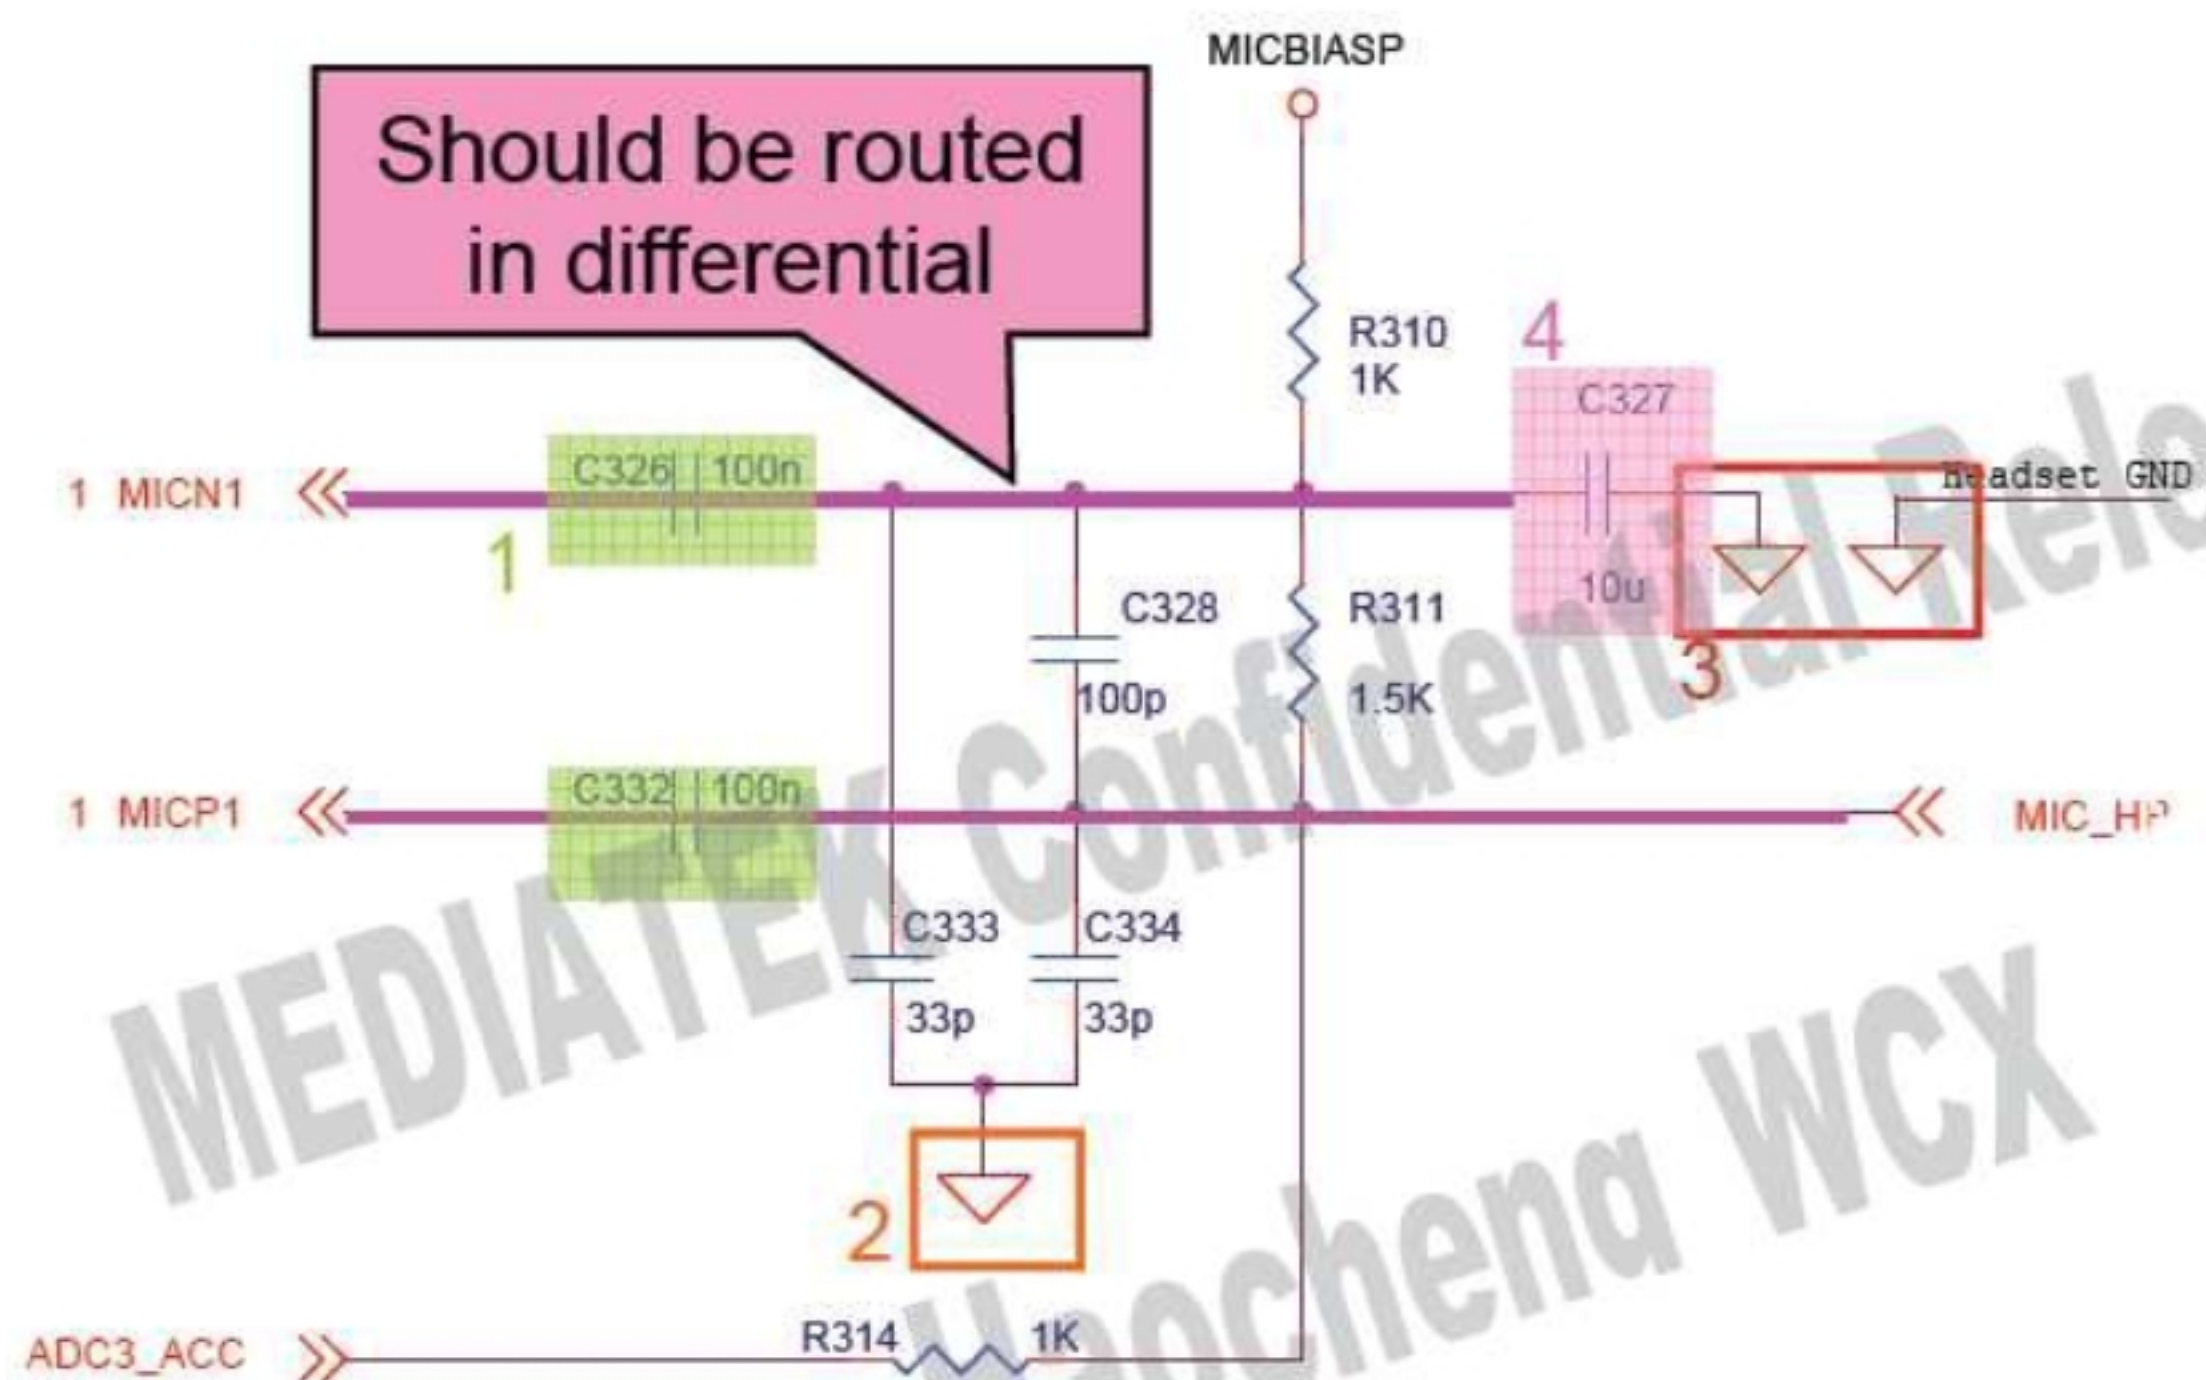 MICBIASP
Should be routed
in differential
R310
1K
4
C327
1 MICN1
C326
100n
Headset GND
1
10u
C328
100p
R311
1.5K
3
1 MICP1
C332
100n
MIC_HP
C333
33p
C334
33p
2
ADC3_ACC
R314
1K
MEDIATEK Confidential Rele
Haochena WCX